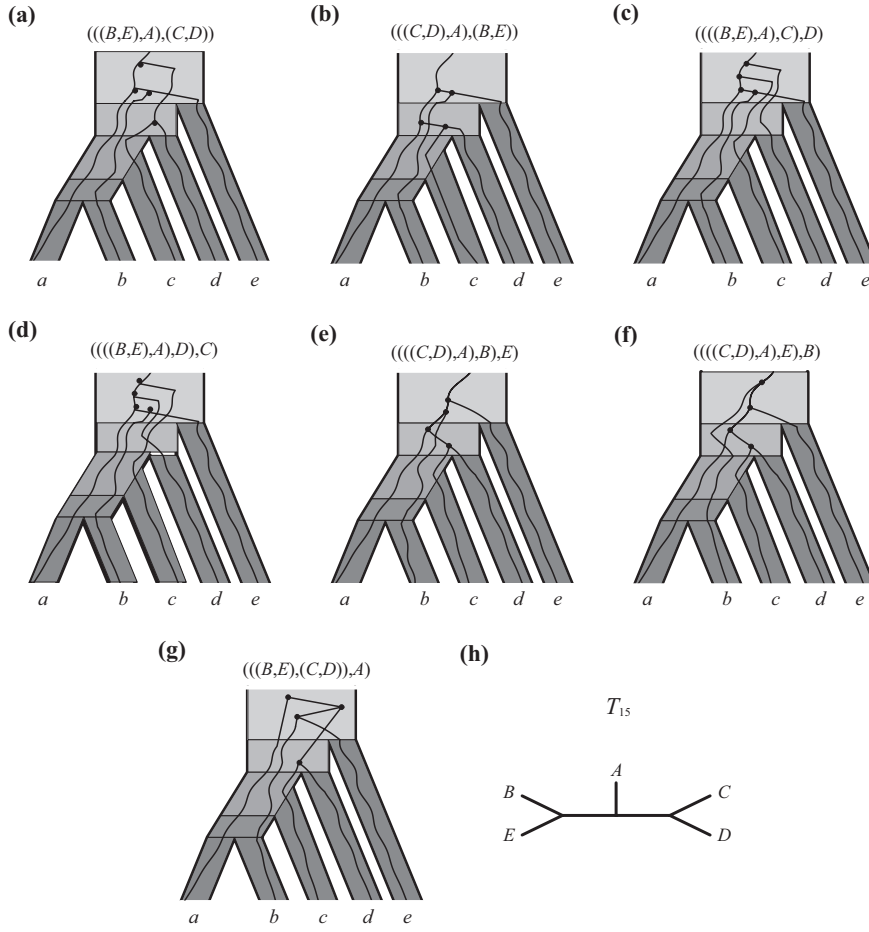 (a)
(((B,E),A),(C,D))
a b c d e
(b)
(((C,D),A),(B,E))
a b c d e
(c)
((((B,E),A),C),D)
a b c d e
(d)
((((B,E),A),D),C)
a b c d e
(e)
((((C,D),A),B),E)
a b c d e
(f)
((((C,D),A),E),B)
a b c d e
(g)
(((B,E),(C,D)),A)
a b c d e
(h)
T15
A
B C
E D